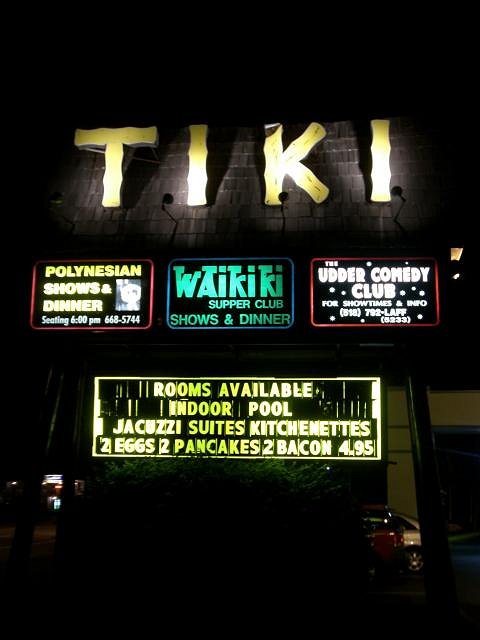 TIKI
POLYNESIAN
SHOWS &
DINNER
Seating 6:00 pm 668-5744
WAIKIKI
SUPPER CLUB
SHOWS & DINNER
THE
UDDER COMEDY
CLUB
FOR SHOWTIMES & INFO
(518) 792-LAFF
(5233)
ROOMS AVAILABLE
INDOOR POOL
JACUZZI SUITES KITCHENETTES
2 EGGS 2 PANCAKES 2 BACON 4.95